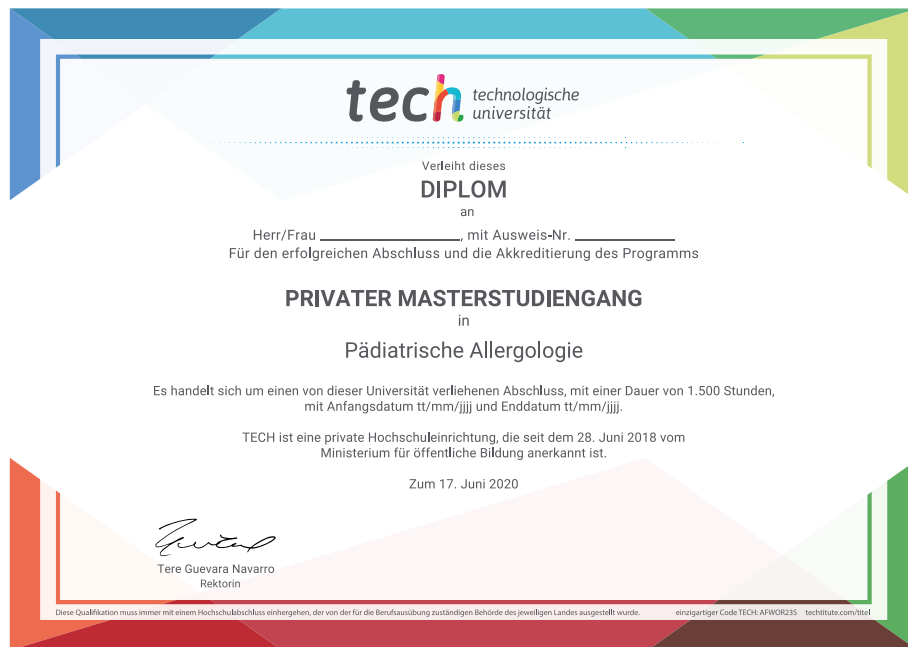 tech technologische
universität
Verleiht dieses
DIPLOM
an
Herr/Frau ____________, mit Ausweis-Nr. ____________
Für den erfolgreichen Abschluss und die Akkreditierung des Programms
PRIVATER MASTERSTUDIENGANG
in
Pädiatrische Allergologie
Es handelt sich um einen von dieser Universität verliehenen Abschluss, mit einer Dauer von 1.500 Stunden,
mit Anfangsdatum tt/mm/jjjj und Enddatum tt/mm/jjjj.
TECH ist eine private Hochschuleinrichtung, die seit dem 28. Juni 2018 vom
Ministerium für öffentliche Bildung anerkannt ist.
Zum 17. Juni 2020
Tere Guevara Navarro
Rektorin
Diese Qualifikation muss immer mit einem Hochschulabschluss einhergehen, der von der für die Berufsausübung zuständigen Behörde des jeweiligen Landes ausgestellt wurde. einzigartiger Code TECH: AFWOR23S techtitute.com/titel